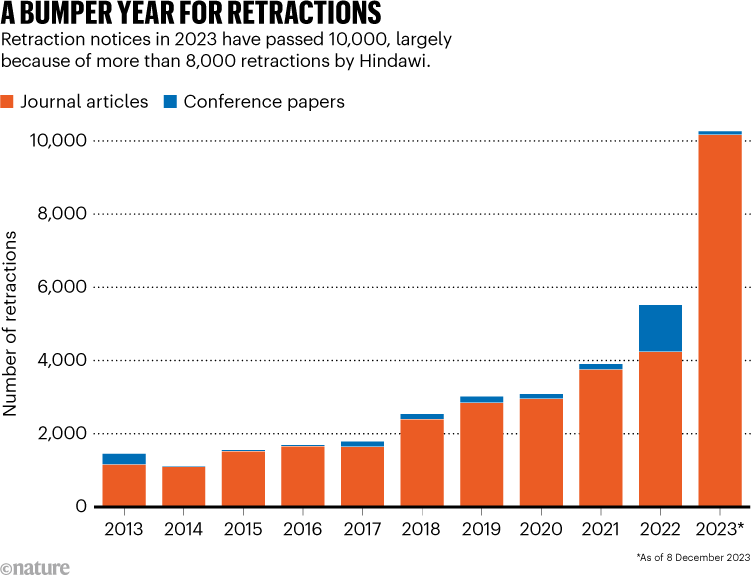 A BUMPER YEAR FOR RETRACTIONS
Retraction notices in 2023 have passed 10,000, largely
because of more than 8,000 retractions by Hindawi.
Journal articles
Conference papers
Number of retractions
10,000
8,000
6,000
4,000
2,000
0
2013
2014
2015
2016
2017
2018
2019
2020
2021
2022
2023*
*As of 8 December 2023
©nature